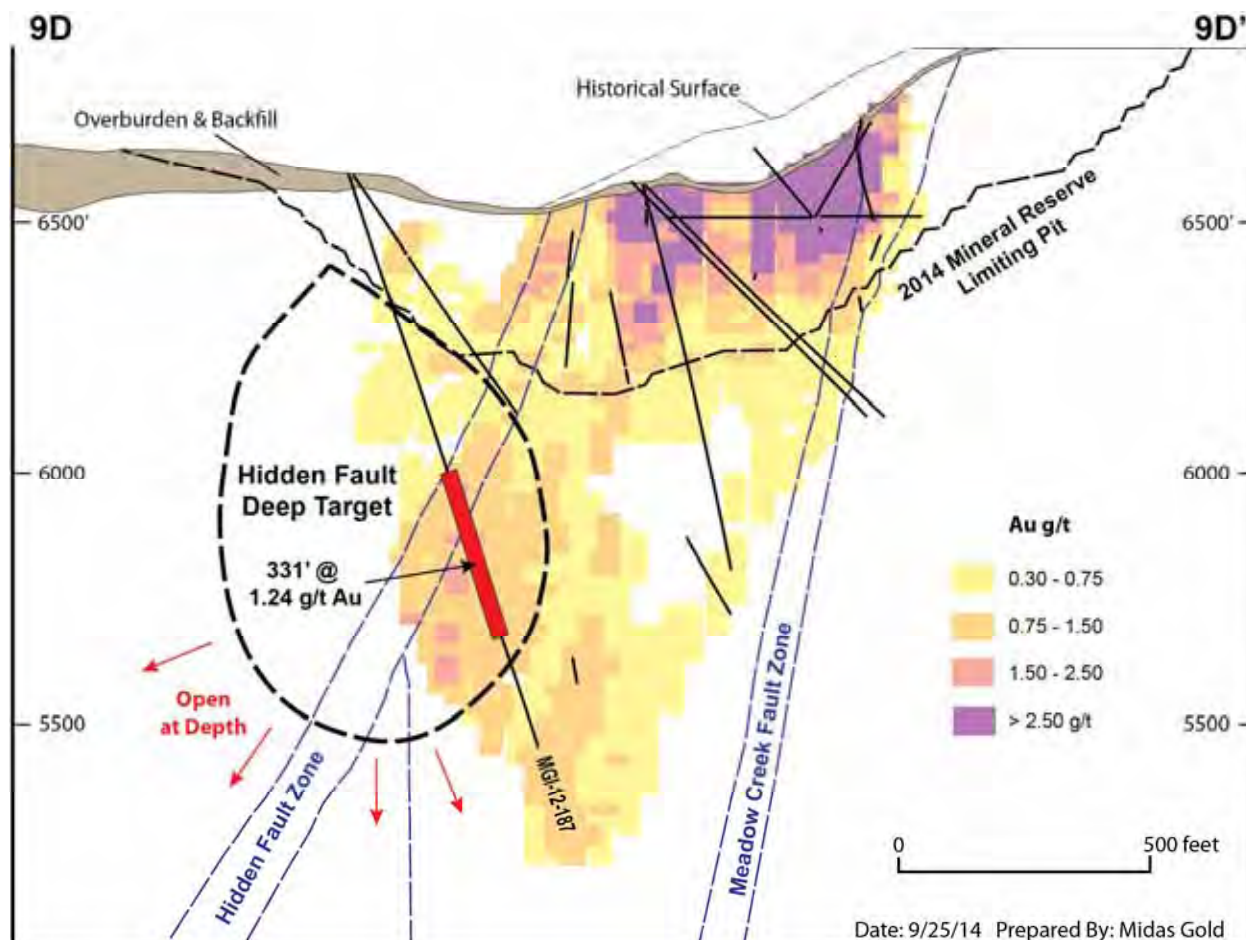 9D
9D'
Historical Surface
Overburden & Backfill
6500'
6500'
2014 Mineral Reserve
Limiting Pit
6000
6000
Hidden Fault
Deep Target
331' @
1.24 g/t Au
Au g/t
0.30 - 0.75
0.75 - 1.50
1.50 - 2.50
> 2.50 g/t
Open
at Depth
5500
5500
MGI-12-187
Hidden Fault Zone
Meadow Creek Fault Zone
0 500 feet
Date: 9/25/14 Prepared By: Midas Gold